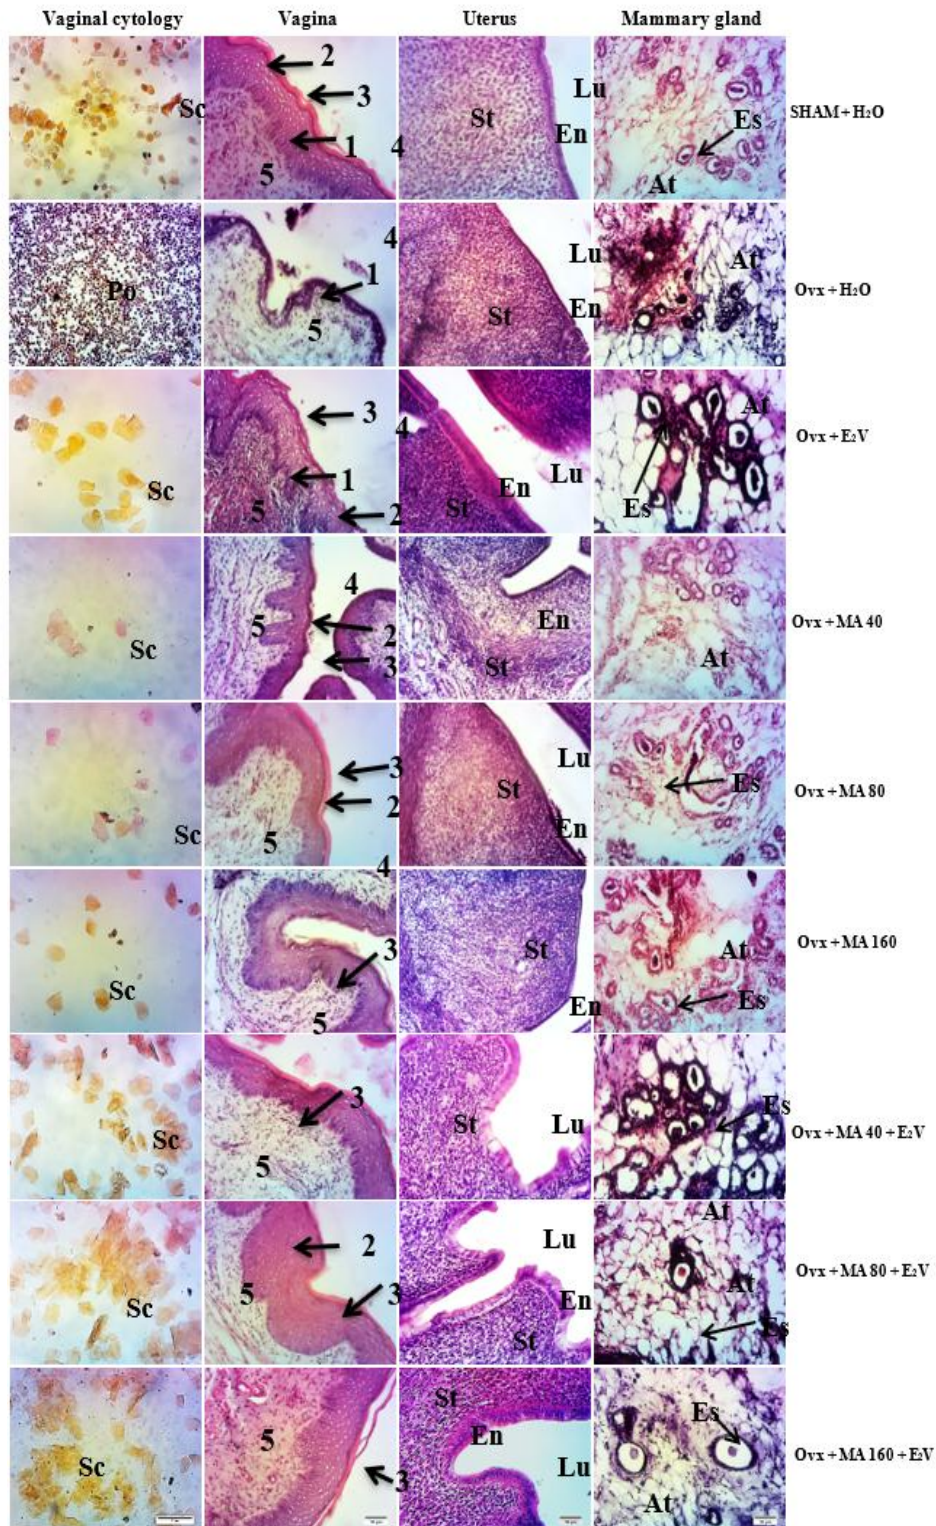 Vaginal cytology Vagina Uterus Mammary gland
2
Sc 3 St Lu Es SHAM + H2O
1 4 En
5 At
4 Lu At
Po 1 Ovx + H2O
5 St En
3 4 At Ovx + E2V
Sc 1 Lu
5 2 St En Es
4
5 2 En Ovx + MA 40
Sc 3 St At
3 Lu
2 St Es Ovx + MA 80
Sc 5 En
4
3 St At Ovx + MA 160
Sc 5 En Es
3 Es
Sc 5 St Lu Ovx + MA 40 + E2V
At
2 Lu At Ovx + MA 80 + E2V
Sc 5 3 En Es
St
St Es
Sc 5 En Lu Ovx + MA 160 + E2V
3 At